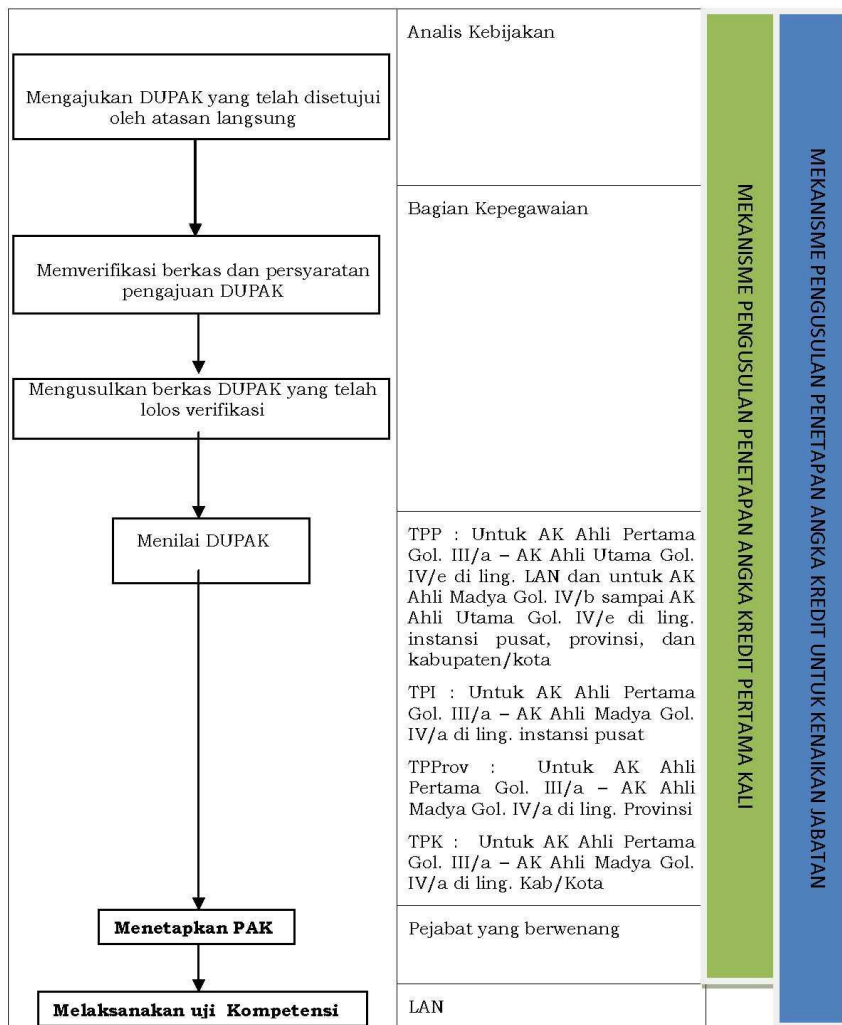 Analis Kebijakan
Mengajukan DUPAK yang telah disetujui
oleh atasan langsung
Bagian Kepegawaian
Memverifikasi berkas dan persyaratan
pengajuan DUPAK
Mengusulkan berkas DUPAK yang telah
lolos verifikasi
Menilai DUPAK
TPP : Untuk AK Ahli Pertama
Gol. III/a – AK Ahli Utama Gol.
IV/e di ling. LAN dan untuk AK
Ahli Madya Gol. IV/b sampai AK
Ahli Utama Gol. IV/e di ling.
instansi pusat, provinsi, dan
kabupaten/kota
TPI : Untuk AK Ahli Pertama
Gol. III/a – AK Ahli Madya Gol.
IV/a di ling. instansi pusat
TPProv : Untuk AK Ahli
Pertama Gol. III/a – AK Ahli
Madya Gol. IV/a di ling. Provinsi
TPK : Untuk AK Ahli Pertama
Gol. III/a – AK Ahli Madya Gol.
IV/a di ling. Kab/Kota
Menetapkan PAK
Pejabat yang berwenang
Melaksanakan uji Kompetensi
LAN
MEKANISME PENGUSULAN PENETAPAN ANGKA KREDIT PERTAMA KALI
MEKANISME PENGUSULAN PENETAPAN ANGKA KREDIT UNTUK KENAIKAN JABATAN